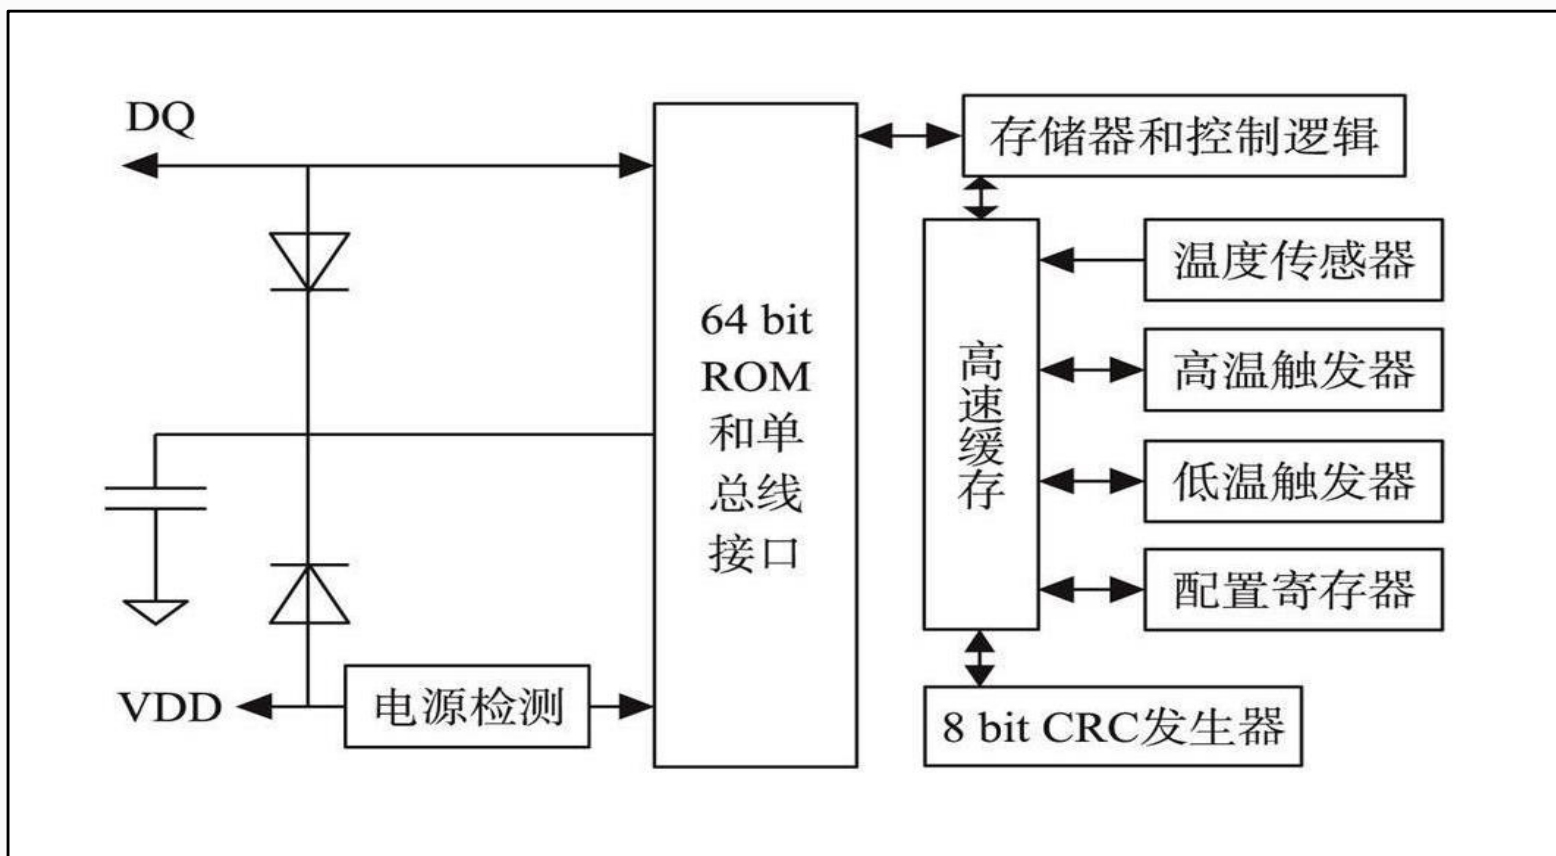 DQ
VDD
电源检测
64 bit
ROM
和单
总线
接口
存储器和控制逻辑
高
速
缓
存
温度传感器
高温触发器
低温触发器
配置寄存器
8 bit CRC发生器